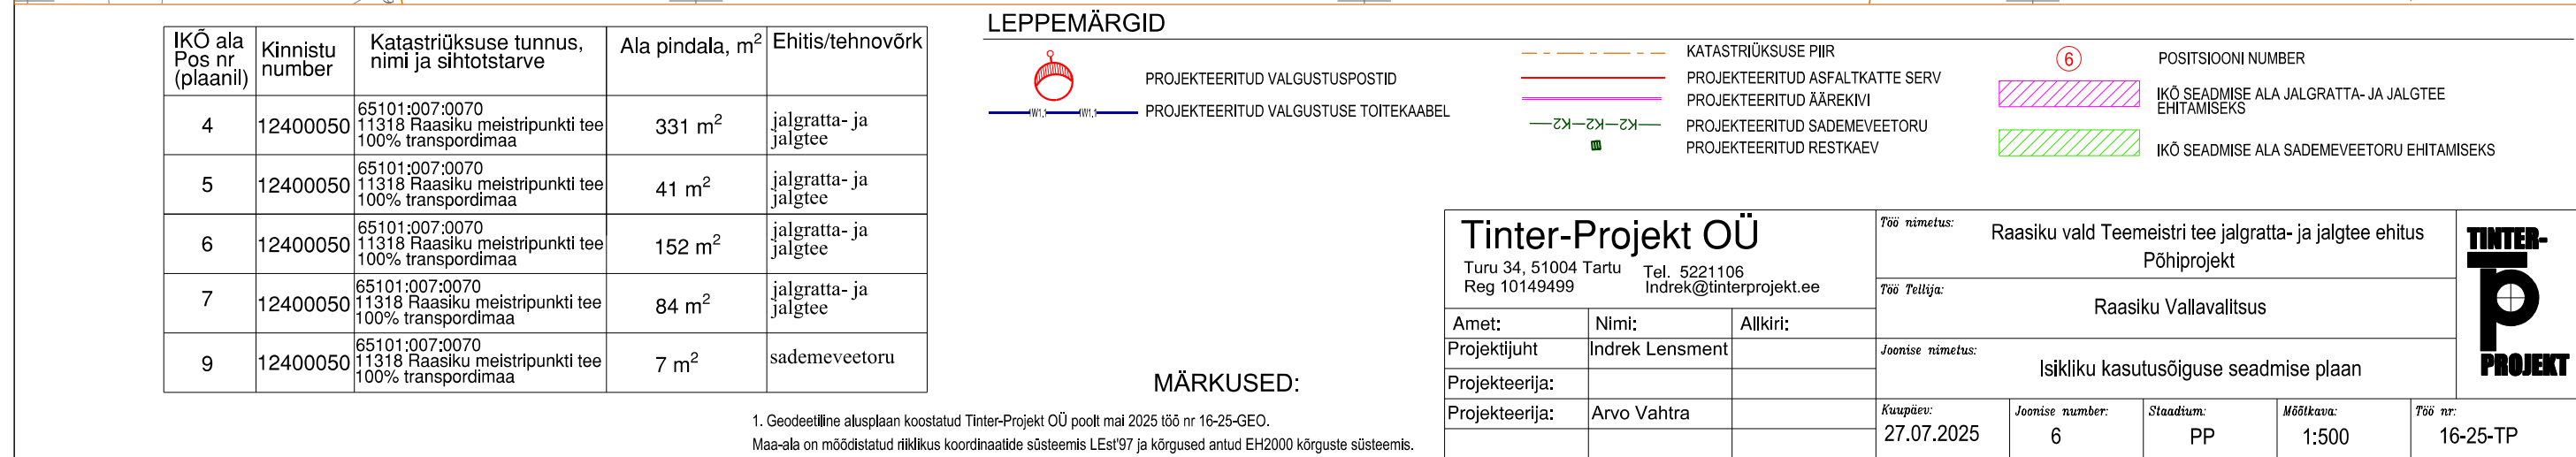 IKÕ ala
Pos nr
(plaanil)
Kinnistu
number
Katastriüksuse tunnus,
nimi ja sihtotstarve
Ala pindala, m²
Ehitis/tehnovõrk
4
12400050
65101:007:0070
11318 Raasiku meistripunkti tee
100% transpordimaa
331 m²
jalgratta- ja
jalgtee
5
12400050
65101:007:0070
11318 Raasiku meistripunkti tee
100% transpordimaa
41 m²
jalgratta- ja
jalgtee
6
12400050
65101:007:0070
11318 Raasiku meistripunkti tee
100% transpordimaa
152 m²
jalgratta- ja
jalgtee
7
12400050
65101:007:0070
11318 Raasiku meistripunkti tee
100% transpordimaa
84 m²
jalgratta- ja
jalgtee
9
12400050
65101:007:0070
11318 Raasiku meistripunkti tee
100% transpordimaa
7 m²
sademeveetoru
LEPPEMÄRGID
PROJEKTEERITUD VALGUSTUSPOSTID
W1.1 W1.1 PROJEKTEERITUD VALGUSTUSE TOITEKAABEL
KATASTRIÜKSUSE PIIR
PROJEKTEERITUD ASFALTKATTE SERV
PROJEKTEERITUD ÄÄREKIVI
K2 K2 K2 PROJEKTEERITUD SADEMEVEETORU
PROJEKTEERITUD RESTKAEV
6 POSITSIOONI NUMBER
IKÕ SEADMISE ALA JALGRATTA- JA JALGTEE
EHITAMISEKS
IKÕ SEADMISE ALA SADEMEVEETORU EHITAMISEKS
MÄRKUSED:
1. Geodeetiline alusplaan koostatud Tinter-Projekt OÜ poolt mai 2025 töö nr 16-25-GEO.
Maa-ala on mõõdistatud riiklikus koordinaatide süsteemis LEst'97 ja kõrgused antud EH2000 kõrguste süsteemis.
Tinter-Projekt OÜ
Turu 34, 51004 Tartu
Reg 10149499
Tel. 5221106
Indrek@tinterprojekt.ee
Amet:
Nimi:
Allkiri:
Projektijuht
Indrek Lensment
Projekteerija:
Projekteerija:
Arvo Vahtra
Töö nimetus:
Raasiku vald Teemeistri tee jalgratta- ja jalgtee ehitus
Põhiprojekt
Töö Tellija:
Raasiku Vallavalitsus
Joonise nimetus:
Isikliku kasutusõiguse seadmise plaan
Kuupäev:
27.07.2025
Joonise number:
6
Staadium:
PP
Mõõtkava:
1:500
Töö nr:
16-25-TP
TINTER-
P
PROJEKT